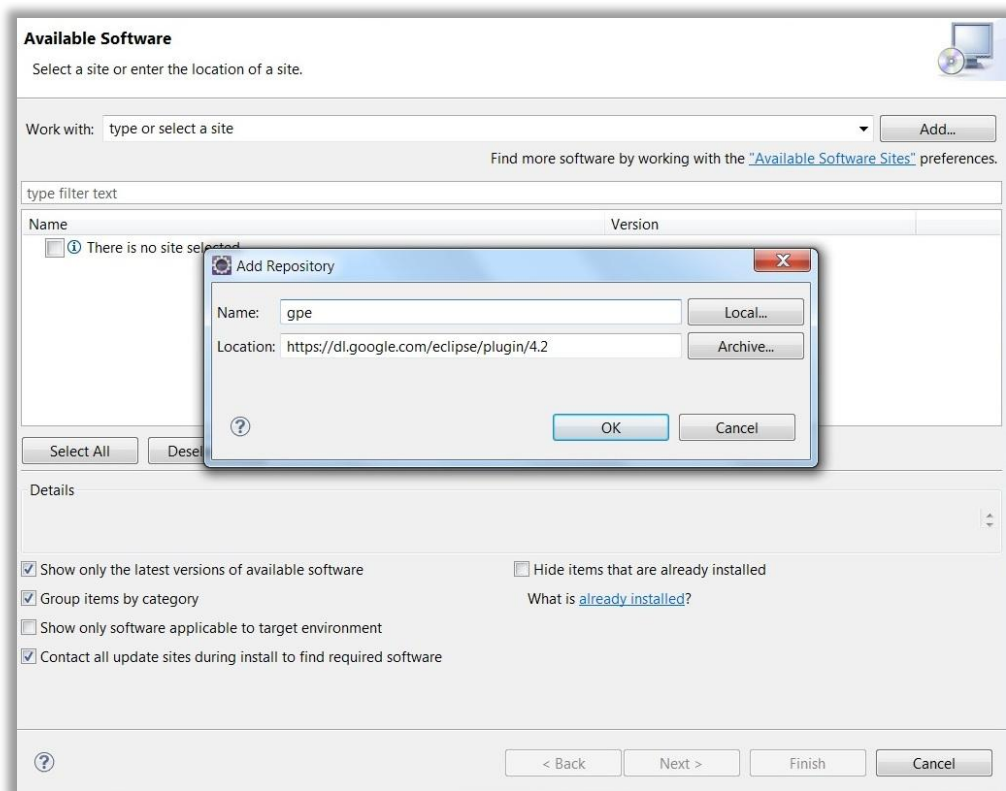 Available Software
Select a site or enter the location of a site.
Work with: type or select a site Add...
Find more software by working with the "Available Software Sites" preferences.
type filter text
Name Version
There is no site selected
Add Repository
Name: gpe Local...
Location: https://dl.google.com/eclipse/plugin/4.2 Archive...
OK Cancel
Select All Desel
Details
Show only the latest versions of available software Hide items that are already installed
Group items by category What is already installed?
Show only software applicable to target environment
Contact all update sites during install to find required software
< Back Next > Finish Cancel